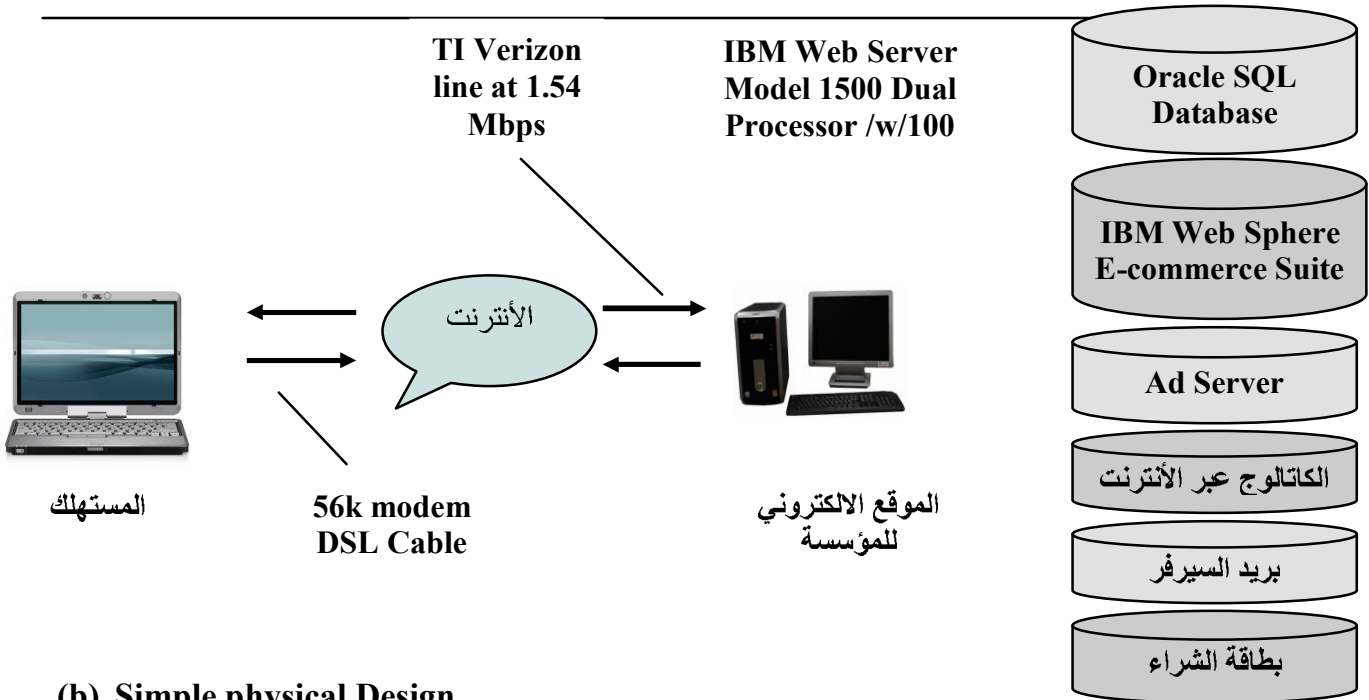 TI Verizon
line at 1.54
Mbps
IBM Web Server
Model 1500 Dual
Processor /w/100
Oracle SQL
Database
IBM Web Sphere
E-commerce Suite
Ad Server
الكاتالوج عبر الأنترنت
بريد السيرفر
بطاقة الشراء
الأنترنت
المستهلك
56k modem
DSL Cable
الموقع الالكتروني
للمؤسسة
(b) Simple physical Design